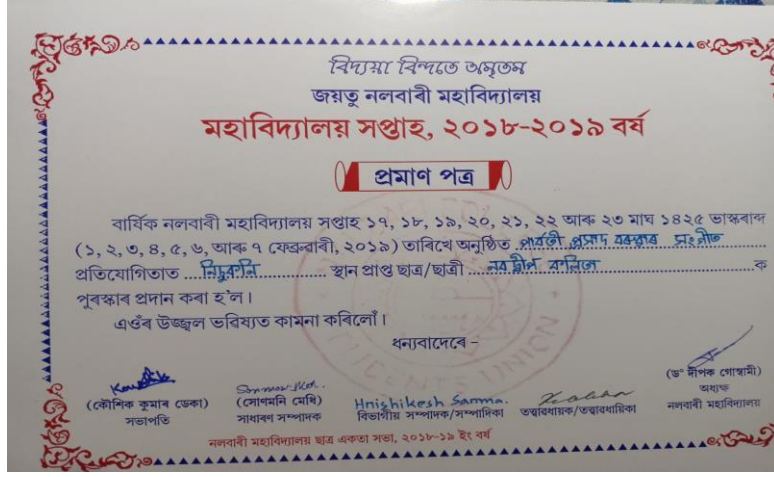 বিদ্যয়া বিন্দতে অমৃতম
জয়তু নলবাৰী মহাবিদ্যালয়
মহাবিদ্যালয় সপ্তাহ, ২০১৮-২০১৯ বৰ্ষ
প্ৰমাণ পত্ৰ
বাৰ্ষিক নলবাৰী মহাবিদ্যালয় সপ্তাহ ১৭, ১৮, ১৯, ২০, ২১, ২২ আৰু ২৩ মাঘ ১৪২৫ ভাস্কৰাব্দ
(১, ২, ৩, ৪, ৫, ৬, আৰু ৭ ফেব্ৰুৱাৰী, ২০১৯) তাৰিখে অনুষ্ঠিত পাৰ্বতী প্ৰসাদ বৰুৱাৰ সংগীত
প্ৰতিযোগিতাত ... নিচুকনি ... স্থান প্ৰাপ্ত ছাত্ৰ/ছাত্ৰী ... নৱদ্বীপ কলিতা ... ক
পুৰস্কাৰ প্ৰদান কৰা হ'ল।
এওঁৰ উজ্জ্বল ভৱিষ্যত কামনা কৰিলোঁ।
ধন্যবাদেৰে -
(কৌশিক কুমাৰ ডেকা)
সভাপতি
(সোণমনি মেধি)
সাধাৰণ সম্পাদক
Hrishikesh Sarma.
বিভাগীয় সম্পাদক/সম্পাদিকা
তত্বাৱধায়ক/তত্বাৱধায়িকা
(ড° দীপক গোস্বামী)
অধ্যক্ষ
নলবাৰী মহাবিদ্যালয়
নলবাৰী মহাবিদ্যালয় ছাত্ৰ একতা সভা, ২০১৮-১৯ ইং বৰ্ষ